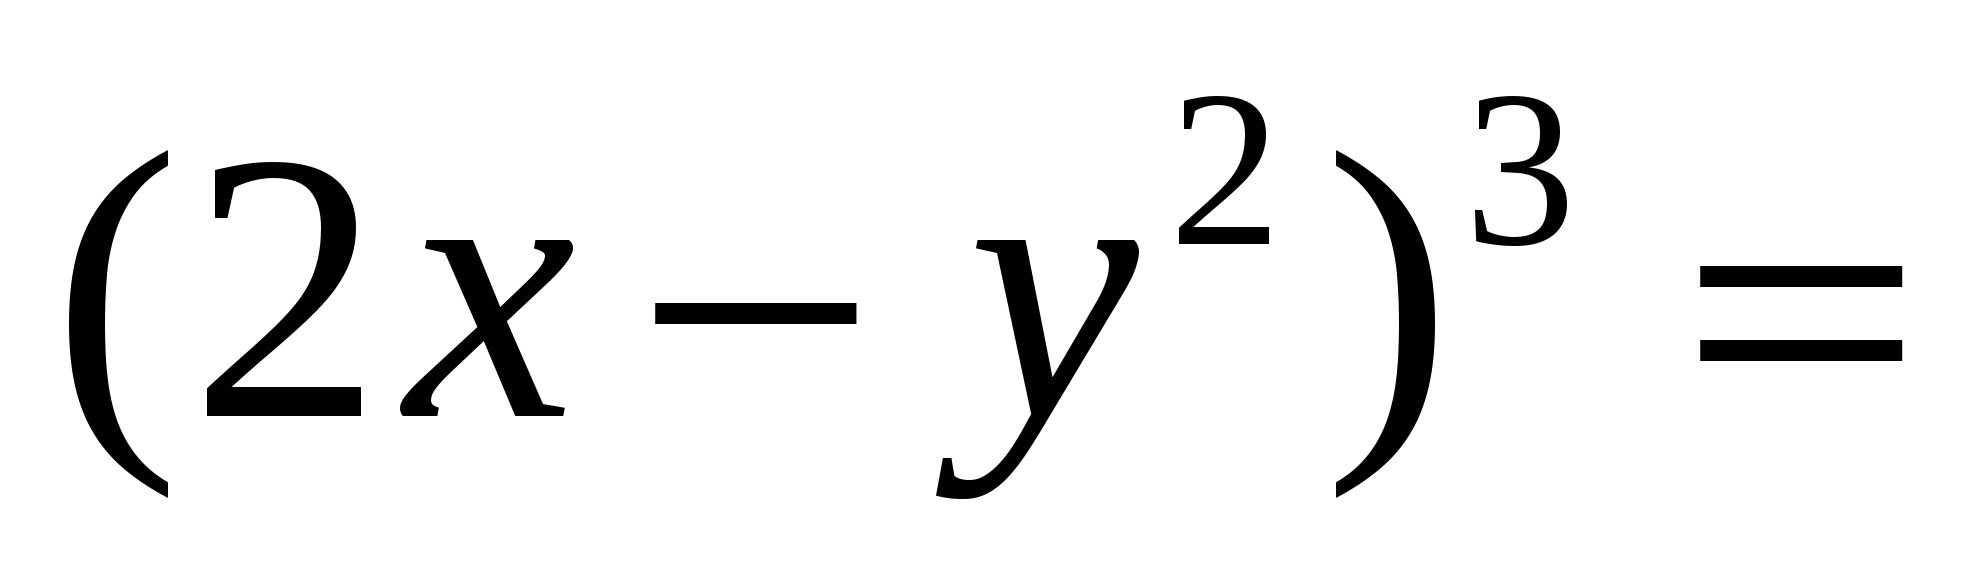 (2x − y²)³ =